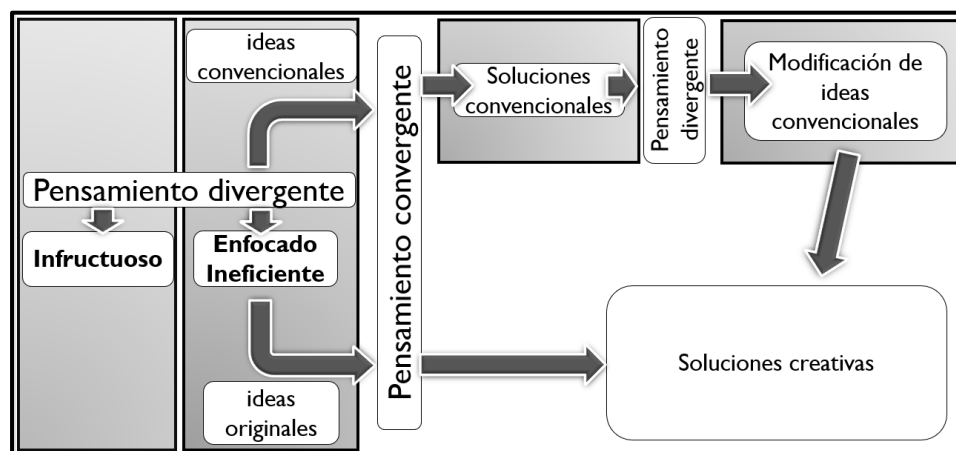 ideas
convencionales
Pensamiento divergente
Infructuoso
Enfocado
Ineficiente
ideas
originales
Pensamiento convergente
Soluciones
convencionales
Pensamiento
divergente
Modificación de
ideas
convencionales
Soluciones creativas